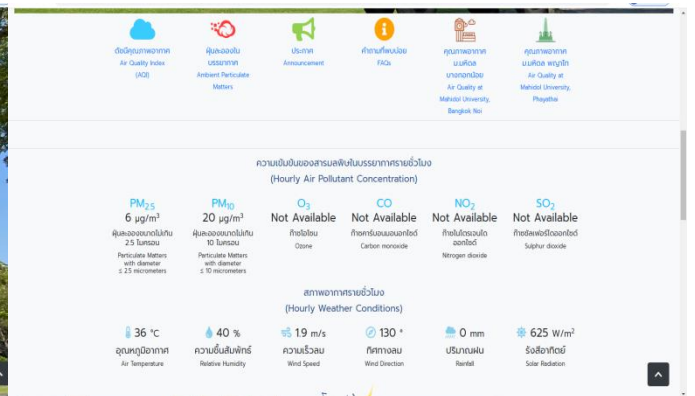 ดัชนีคุณภาพอากาศ
Air Quality Index
(AQI)
ฝุ่นละอองใน
บรรยากาศ
Ambient Particulate
Matters
ประกาศ
Announcement
คำถามที่พบบ่อย
FAQs
คุณภาพอากาศ
ม.มหิดล
บางกอกน้อย
Air Quality at
Mahidol University,
Bangkok Noi
คุณภาพอากาศ
ม.มหิดล พญาไท
Air Quality at
Mahidol University,
Phayathai
ความเข้มข้นของสารมลพิษในบรรยากาศรายชั่วโมง
(Hourly Air Pollutant Concentration)
PM2.5
6 µg/m³
ฝุ่นละอองขนาดไม่เกิน
2.5 ไมครอน
Particulate Matters
with diameter
≤ 2.5 micrometers
PM10
20 µg/m³
ฝุ่นละอองขนาดไม่เกิน
10 ไมครอน
Particulate Matters
with diameter
≤ 10 micrometers
O3
Not Available
ก๊าซโอโซน
Ozone
CO
Not Available
ก๊าซคาร์บอนมอนอกไซด์
Carbon monoxide
NO2
Not Available
ก๊าซไนโตรเจนได
ออกไซด์
Nitrogen dioxide
SO2
Not Available
ก๊าซซัลเฟอร์ไดออกไซด์
Sulphur dioxide
สภาพอากาศรายชั่วโมง
(Hourly Weather Conditions)
36 °C
อุณหภูมิอากาศ
Air Temperature
40 %
ความชื้นสัมพัทธ์
Relative Humidity
1.9 m/s
ความเร็วลม
Wind Speed
130 °
ทิศทางลม
Wind Direction
0 mm
ปริมาณฝน
Rainfall
625 W/m²
รังสีอาทิตย์
Solar Radiation